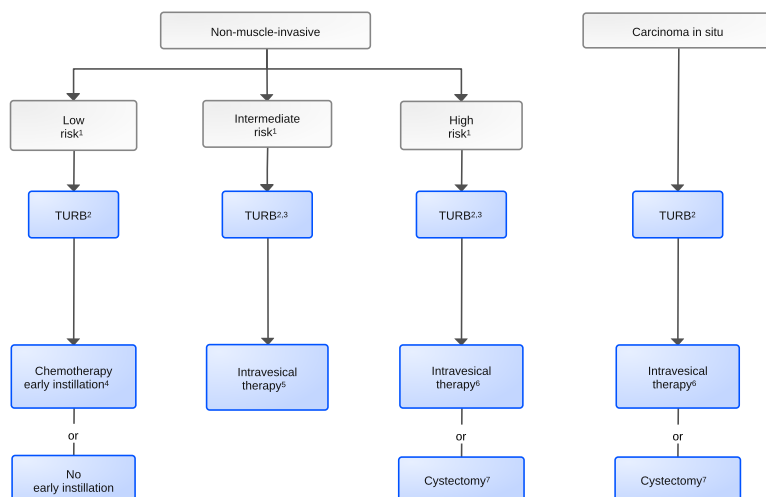 Non-muscle-invasive
Carcinoma in situ
Low
risk¹
Intermediate
risk¹
High
risk¹
TURB²
TURB²,³
TURB²,³
TURB²
Chemotherapy
early instillation⁴
Intravesical
therapy⁵
Intravesical
therapy⁶
Intravesical
therapy⁶
or
or
or
No
early instillation
Cystectomy⁷
Cystectomy⁷